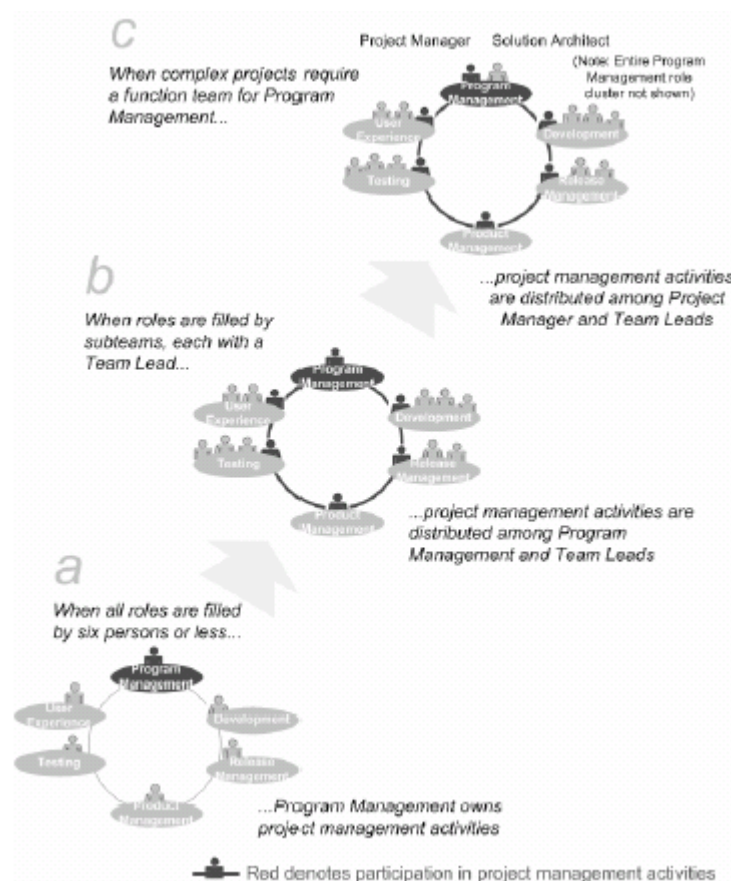 c
Project Manager Solution Architect
When complex projects require
a function team for Program
Management...
(Note: Entire Program
Management role
cluster not shown)
Program
Management
User
Experience
Development
Testing
Release
Management
Product
Management
...project management activities
are distributed among Project
Manager and Team Leads
b
When roles are filled by
subteams, each with a
Team Lead...
Program
Management
User
Experience
Development
Testing
Release
Management
Product
Management
...project management activities are
distributed among Program
Management and Team Leads
a
When all roles are filled
by six persons or less...
Program
Management
User
Experience
Development
Testing
Release
Management
Product
Management
...Program Management owns
project management activities
Red denotes participation in project management activities